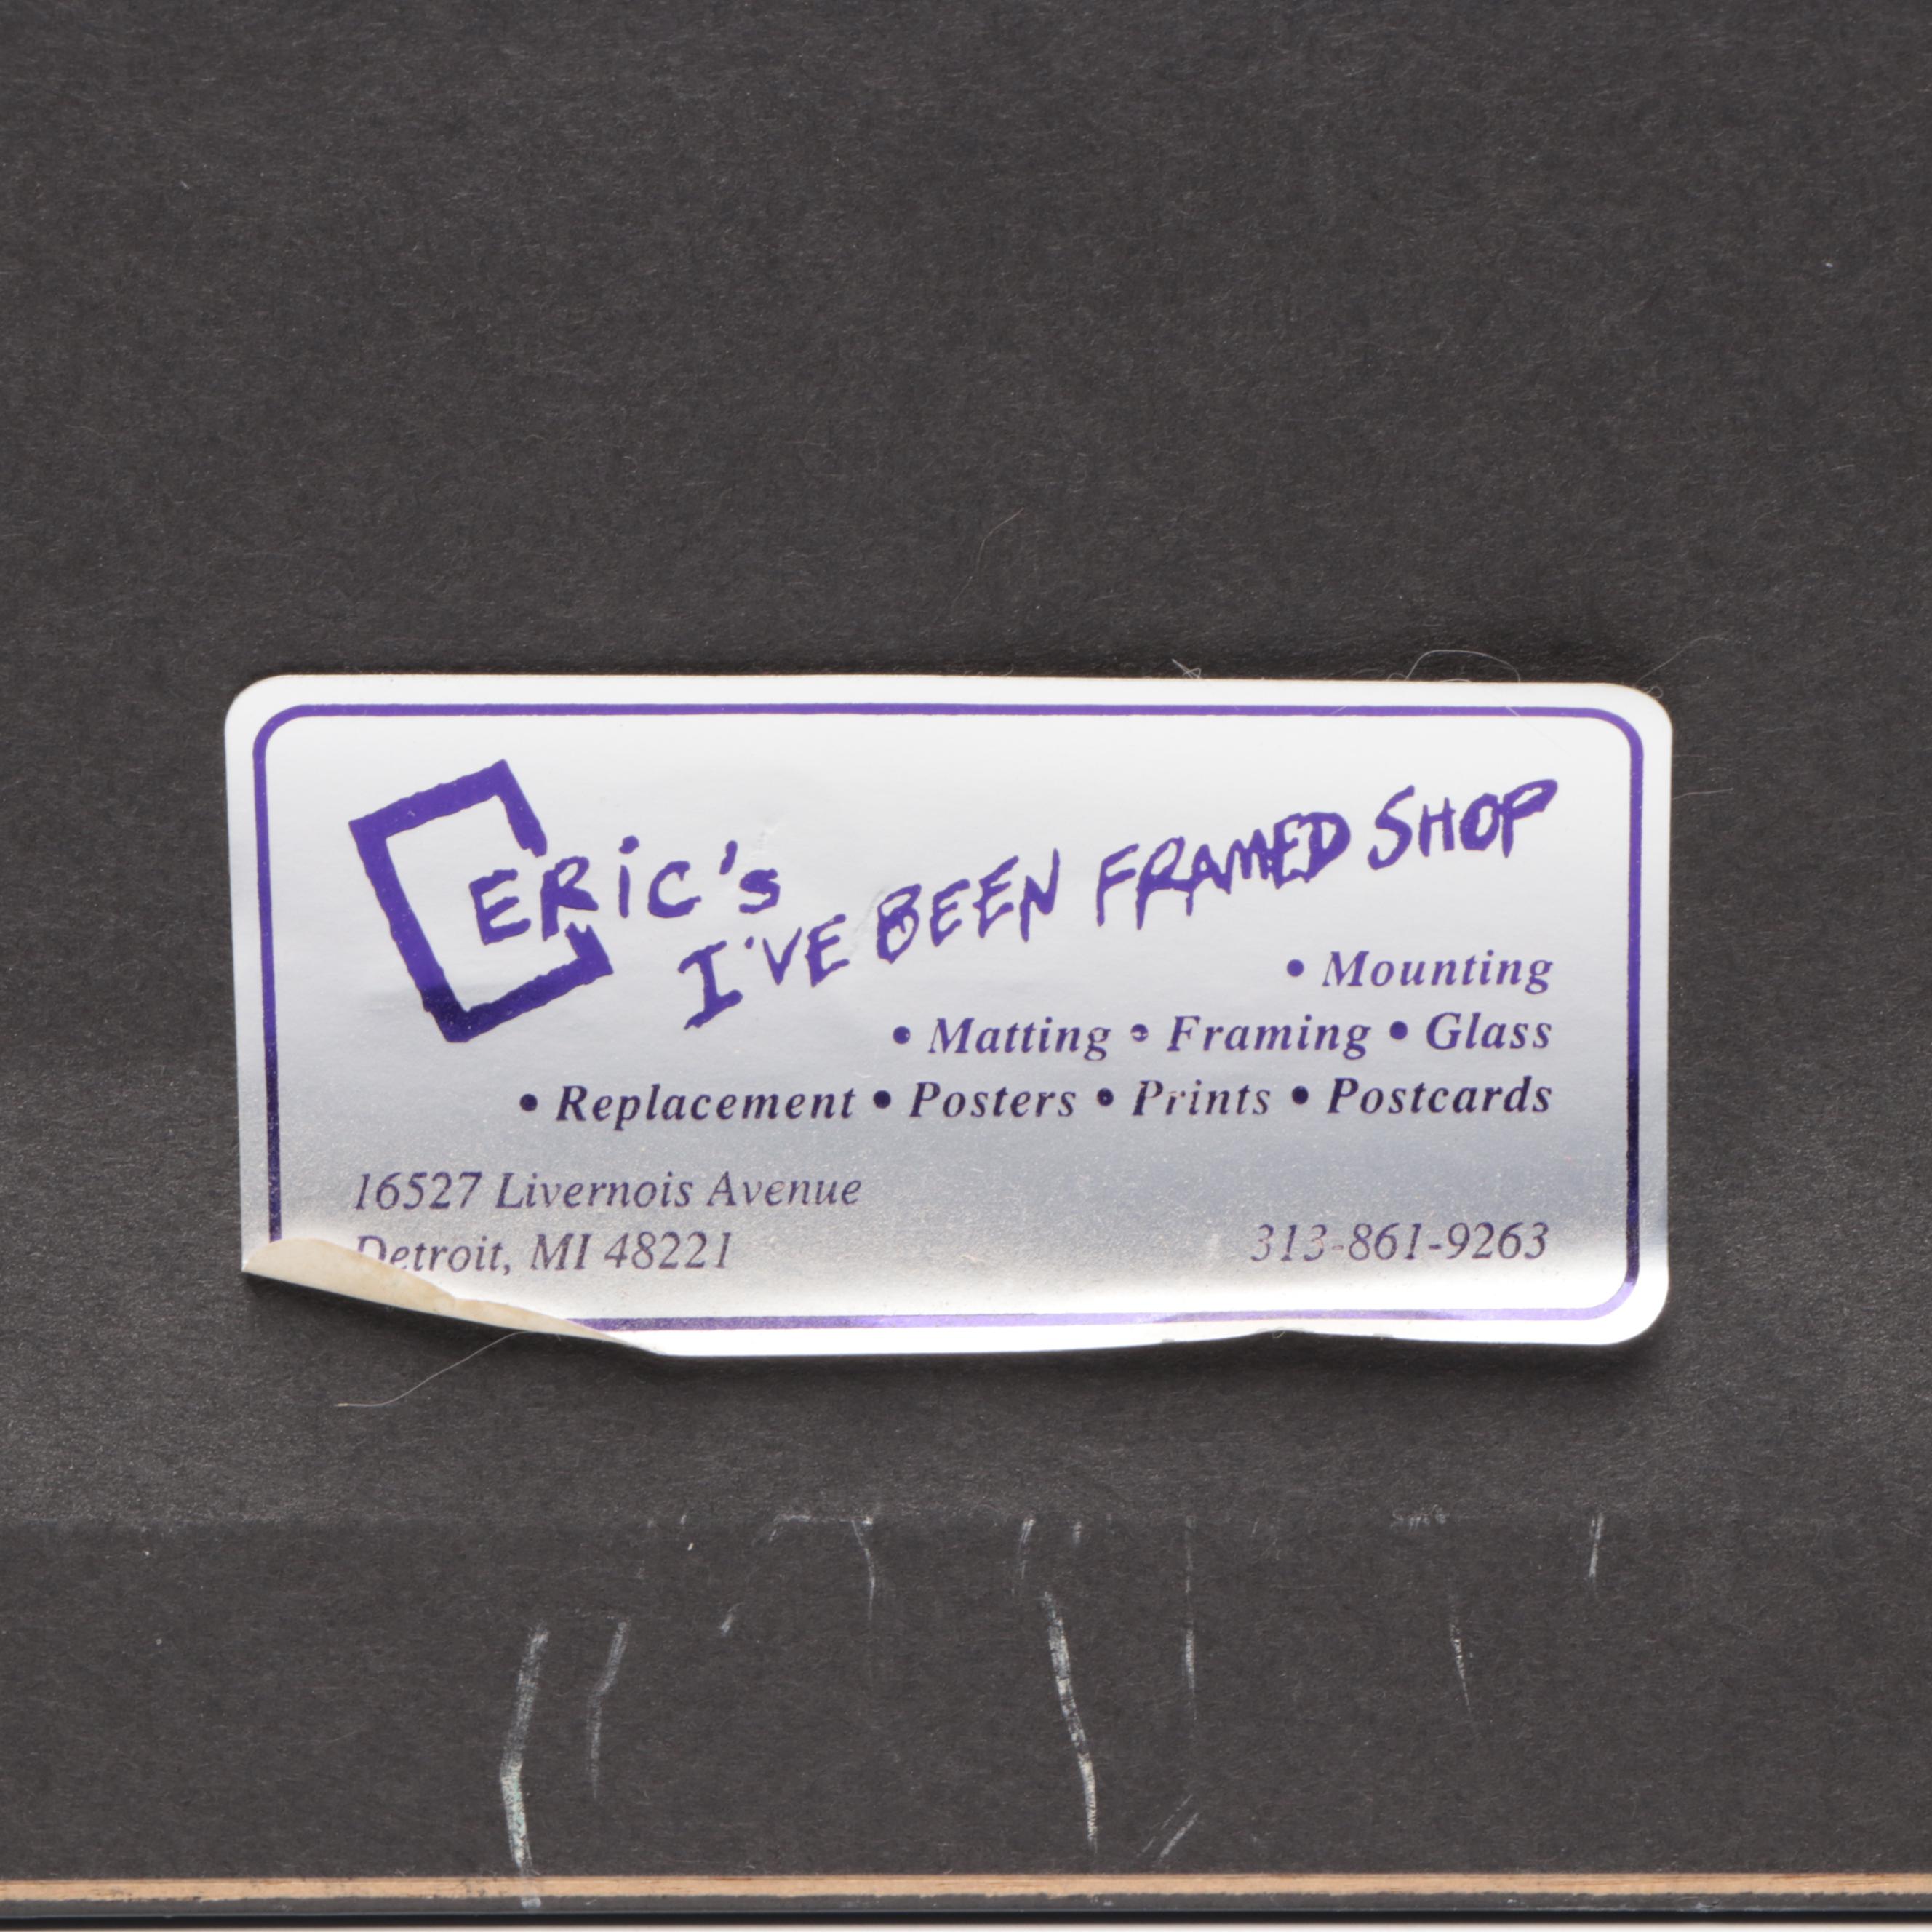 ERiC's
I'VE BEEN FRAMED SHOP
• Mounting
• Matting • Framing • Glass
• Replacement • Posters • Prints • Postcards
16527 Livernois Avenue
Detroit, MI 48221
313-861-9263